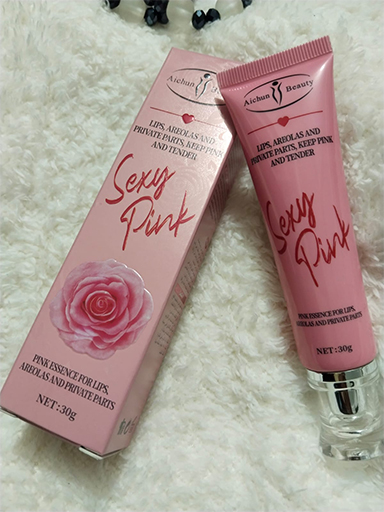 Aichun Beauty
LIPS, AREOLAS AND
PRIVATE PARTS, KEEP PINK
AND TENDER
Sexy
Pink
PINK ESSENCE FOR LIPS,
AREOLAS AND PRIVATE PARTS
NET:30g
Aichun Beauty
LIPS, AREOLAS AND
PRIVATE PARTS, KEEP PINK
AND TENDER
Sexy
Pink
PINK ESSENCE FOR LIPS,
AREOLAS AND PRIVATE PARTS
NET:30g